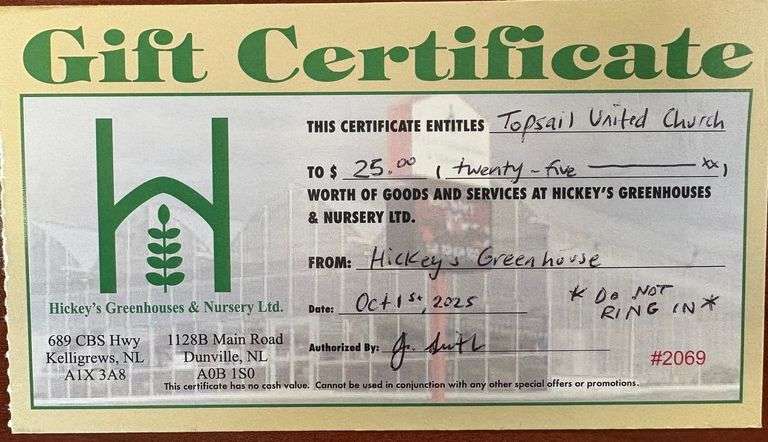 Gift Certificate
THIS CERTIFICATE ENTITLES Topsail United Church
TO $ 25.00 ( twenty-five xx )
WORTH OF GOODS AND SERVICES AT HICKEY'S GREENHOUSES
& NURSERY LTD.
FROM: Hickey's Greenhouse
Hickey's Greenhouses & Nursery Ltd.
Date: Oct 1st, 2025
* DO NOT
RING IN *
689 CBS Hwy
Kelligrews, NL
A1X 3A8
1128B Main Road
Dunville, NL
A0B 1S0
Authorized By:
#2069
This certificate has no cash value. Cannot be used in conjunction with any other special offers or promotions.